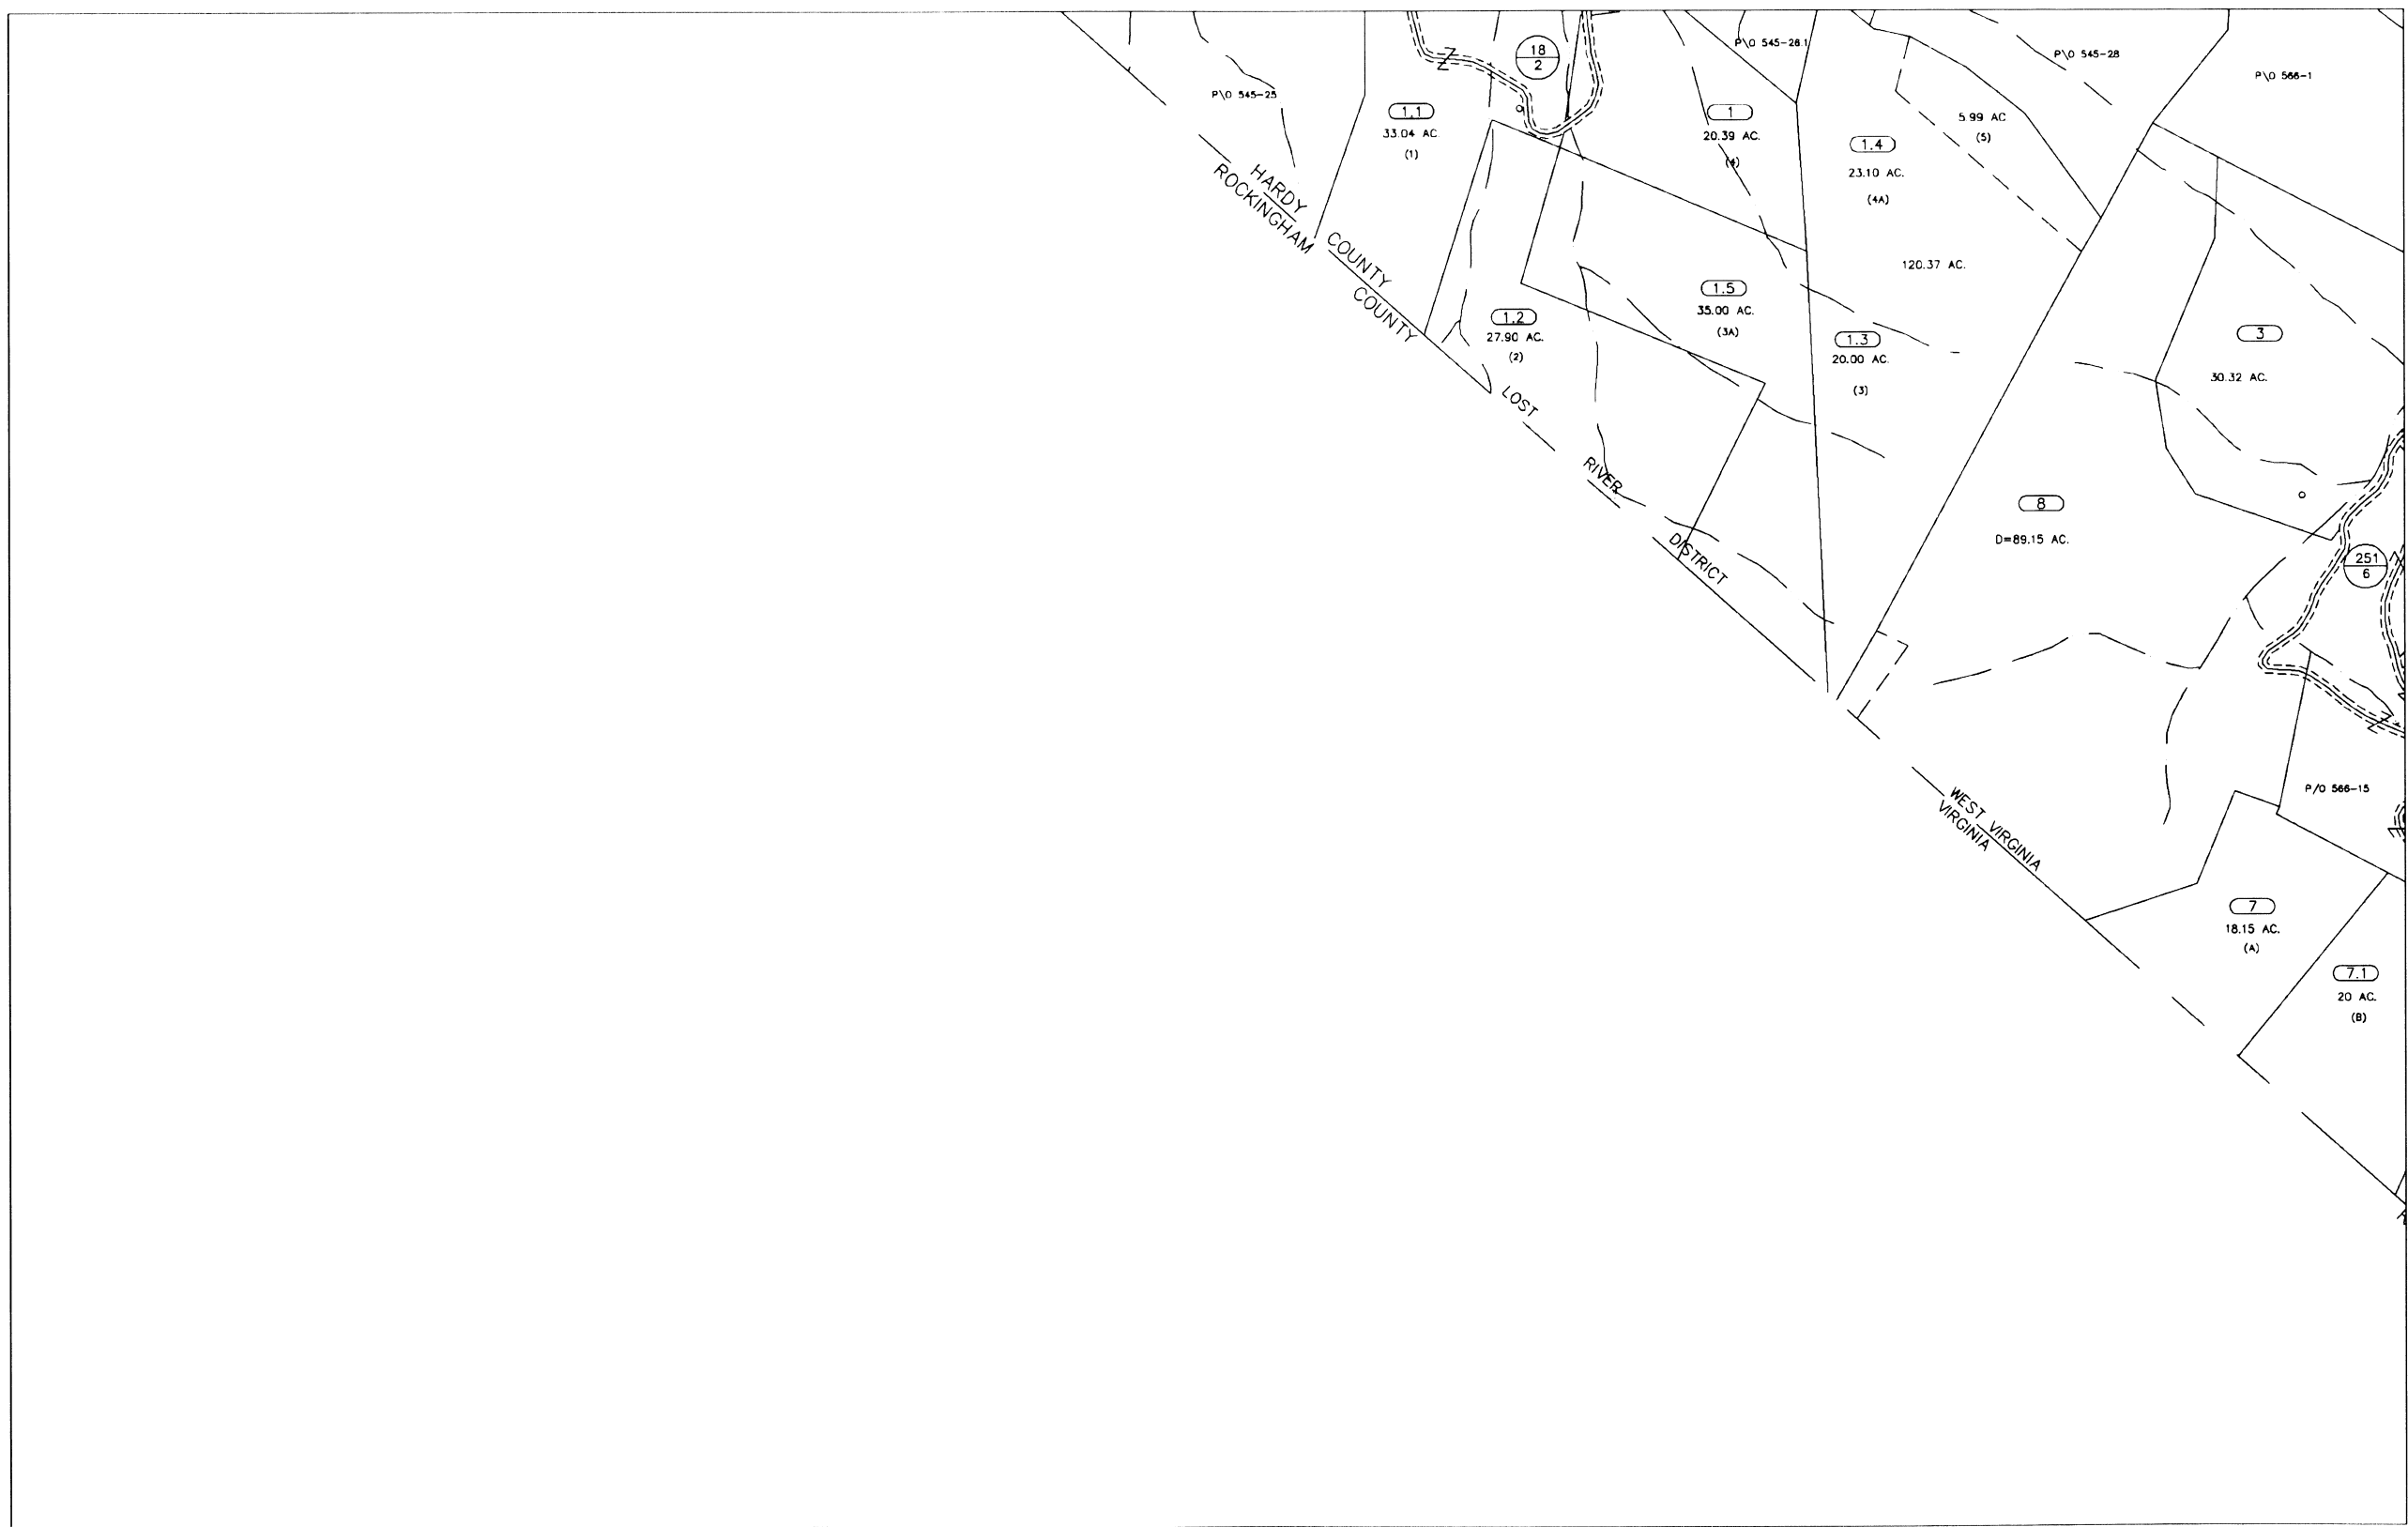 P\O 545-25
1.1
33.04 AC
(1)
18
2
P\O 545-28.1
1
20.39 AC.
(4)
1.4
23.10 AC.
(4A)
5.99 AC
(5)
P\O 545-28
P\O 566-1
120.37 AC.
HARDY COUNTY
ROCKINGHAM COUNTY
1.2
27.90 AC.
(2)
1.5
35.00 AC.
(3A)
1.3
20.00 AC.
(3)
3
30.32 AC.
LOST RIVER DISTRICT
8
D=89.15 AC.
251
6
WEST VIRGINIA
VIRGINIA
P/O 566-15
7
18.15 AC.
(A)
7.1
20 AC.
(B)